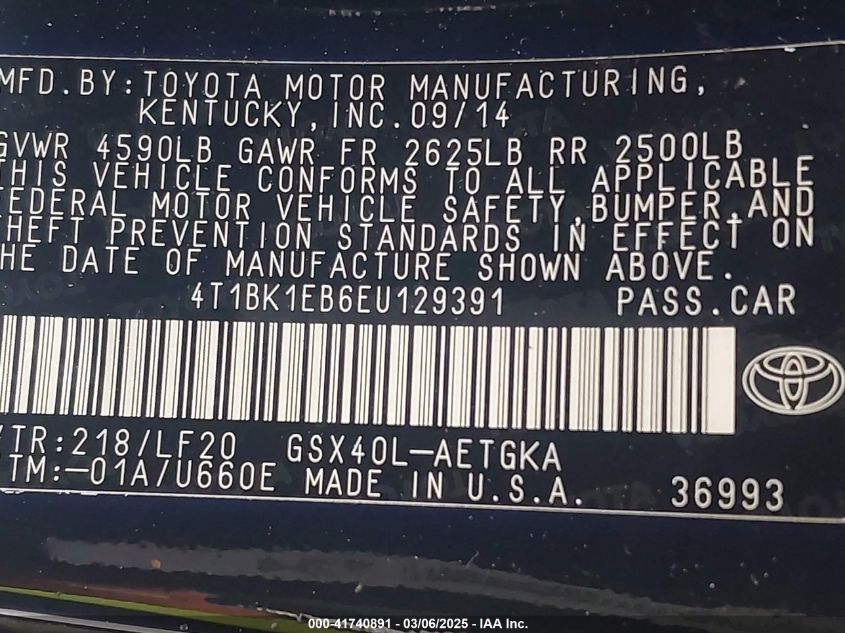 MFD.BY:TOYOTA MOTOR MANUFACTURING,
KENTUCKY,INC.09/14
GVWR 4590LB GAWR FR 2625LB RR 2500LB
THIS VEHICLE CONFORMS TO ALL APPLICABLE
FEDERAL MOTOR VEHICLE SAFETY,BUMPER,AND
THEFT PREVENTION STANDARDS IN EFFECT ON
THE DATE OF MANUFACTURE SHOWN ABOVE.
4T1BK1EB6EU129391 PASS.CAR
/TR:218/LF20 GSX40L-AETGKA
/TM:-01A/U660E MADE IN U.S.A. 36993
000-41740891 - 03/06/2025 - IAA Inc.